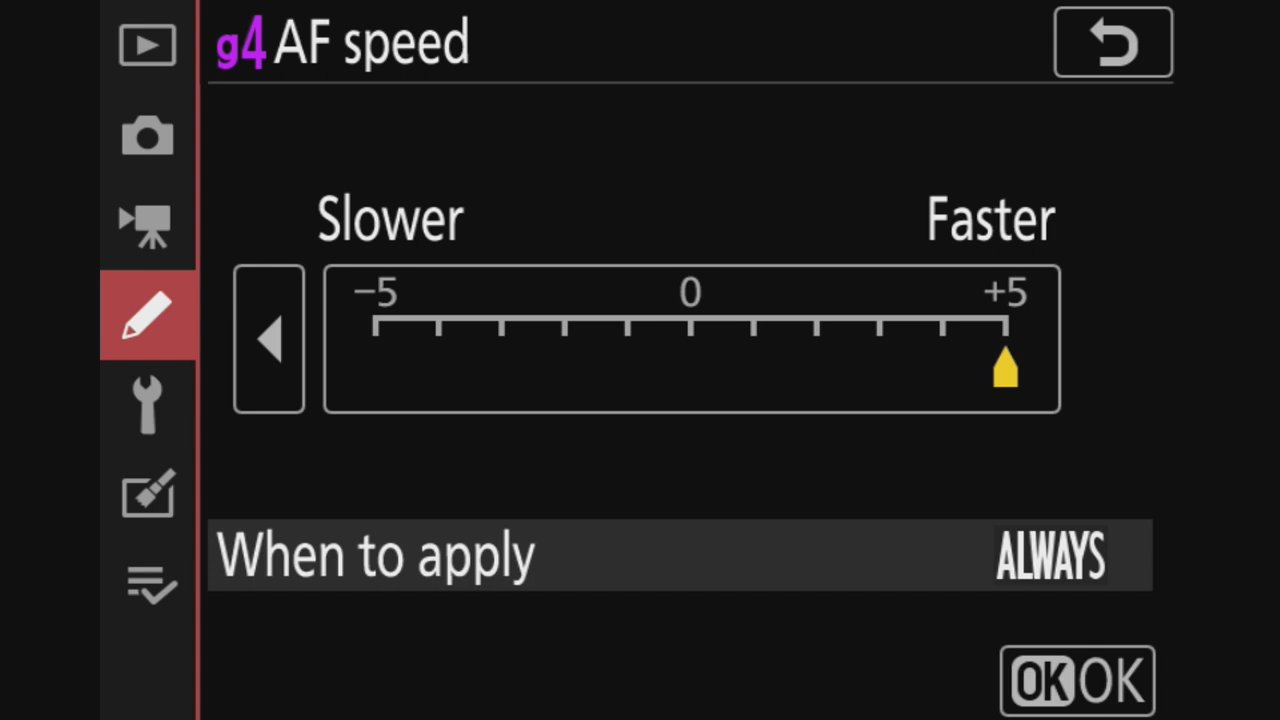 g4 AF speed
Slower Faster
−5 0 +5
When to apply ALWAYS
OK OK